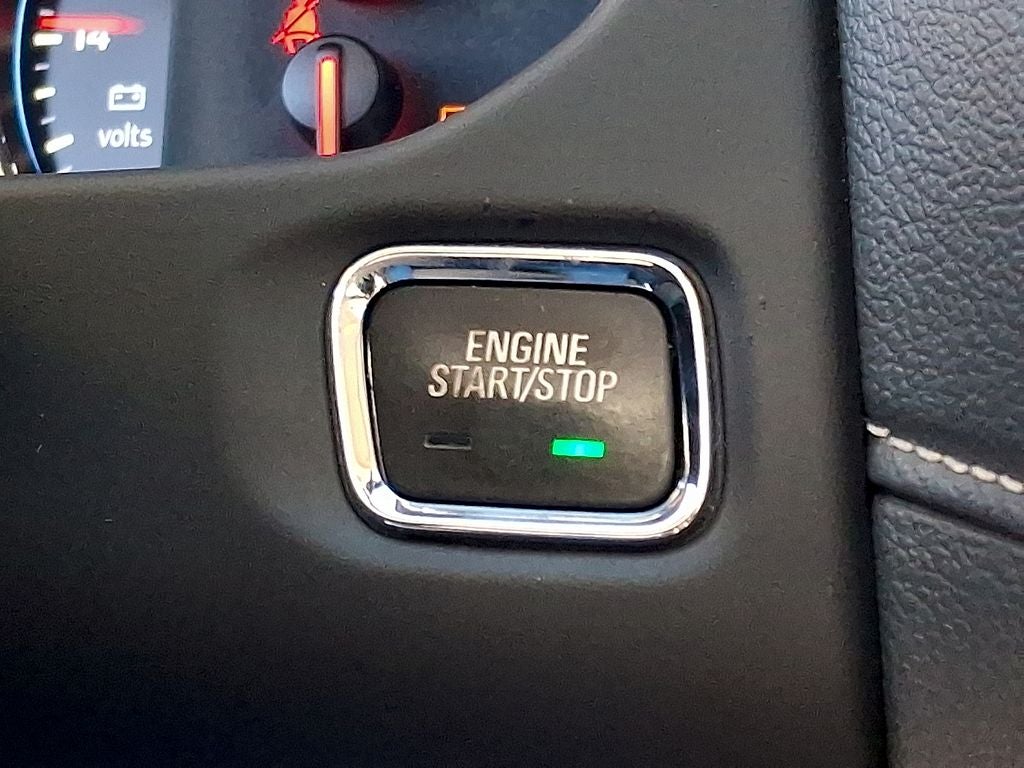 14
volts
ENGINE
START/STOP